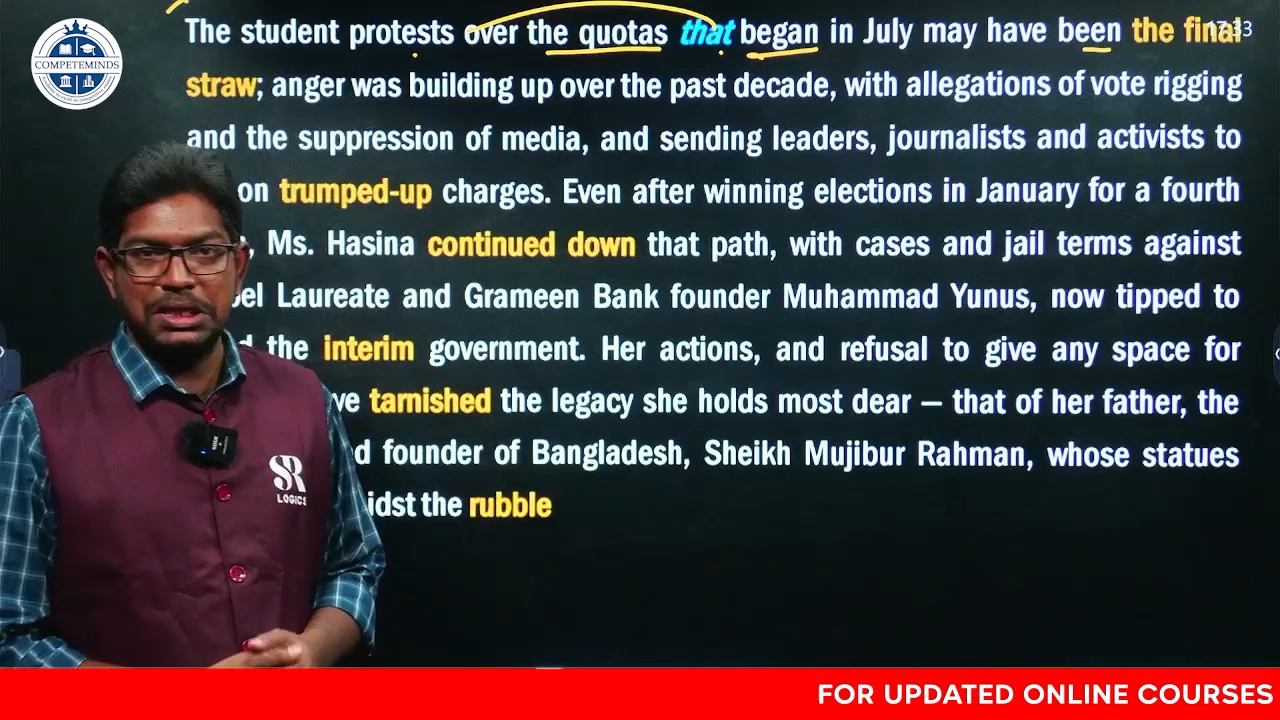 The student protests over the quotas that began in July may have been the final
straw; anger was building up over the past decade, with allegations of vote rigging
and the suppression of media, and sending leaders, journalists and activists to
on trumped-up charges. Even after winning elections in January for a fourth
, Ms. Hasina continued down that path, with cases and jail terms against
el Laureate and Grameen Bank founder Muhammad Yunus, now tipped to
the interim government. Her actions, and refusal to give any space for
ve tarnished the legacy she holds most dear — that of her father, the
d founder of Bangladesh, Sheikh Mujibur Rahman, whose statues
idst the rubble
17:33
COMPETEMINDS
SR
LOGICS
FOR UPDATED ONLINE COURSES